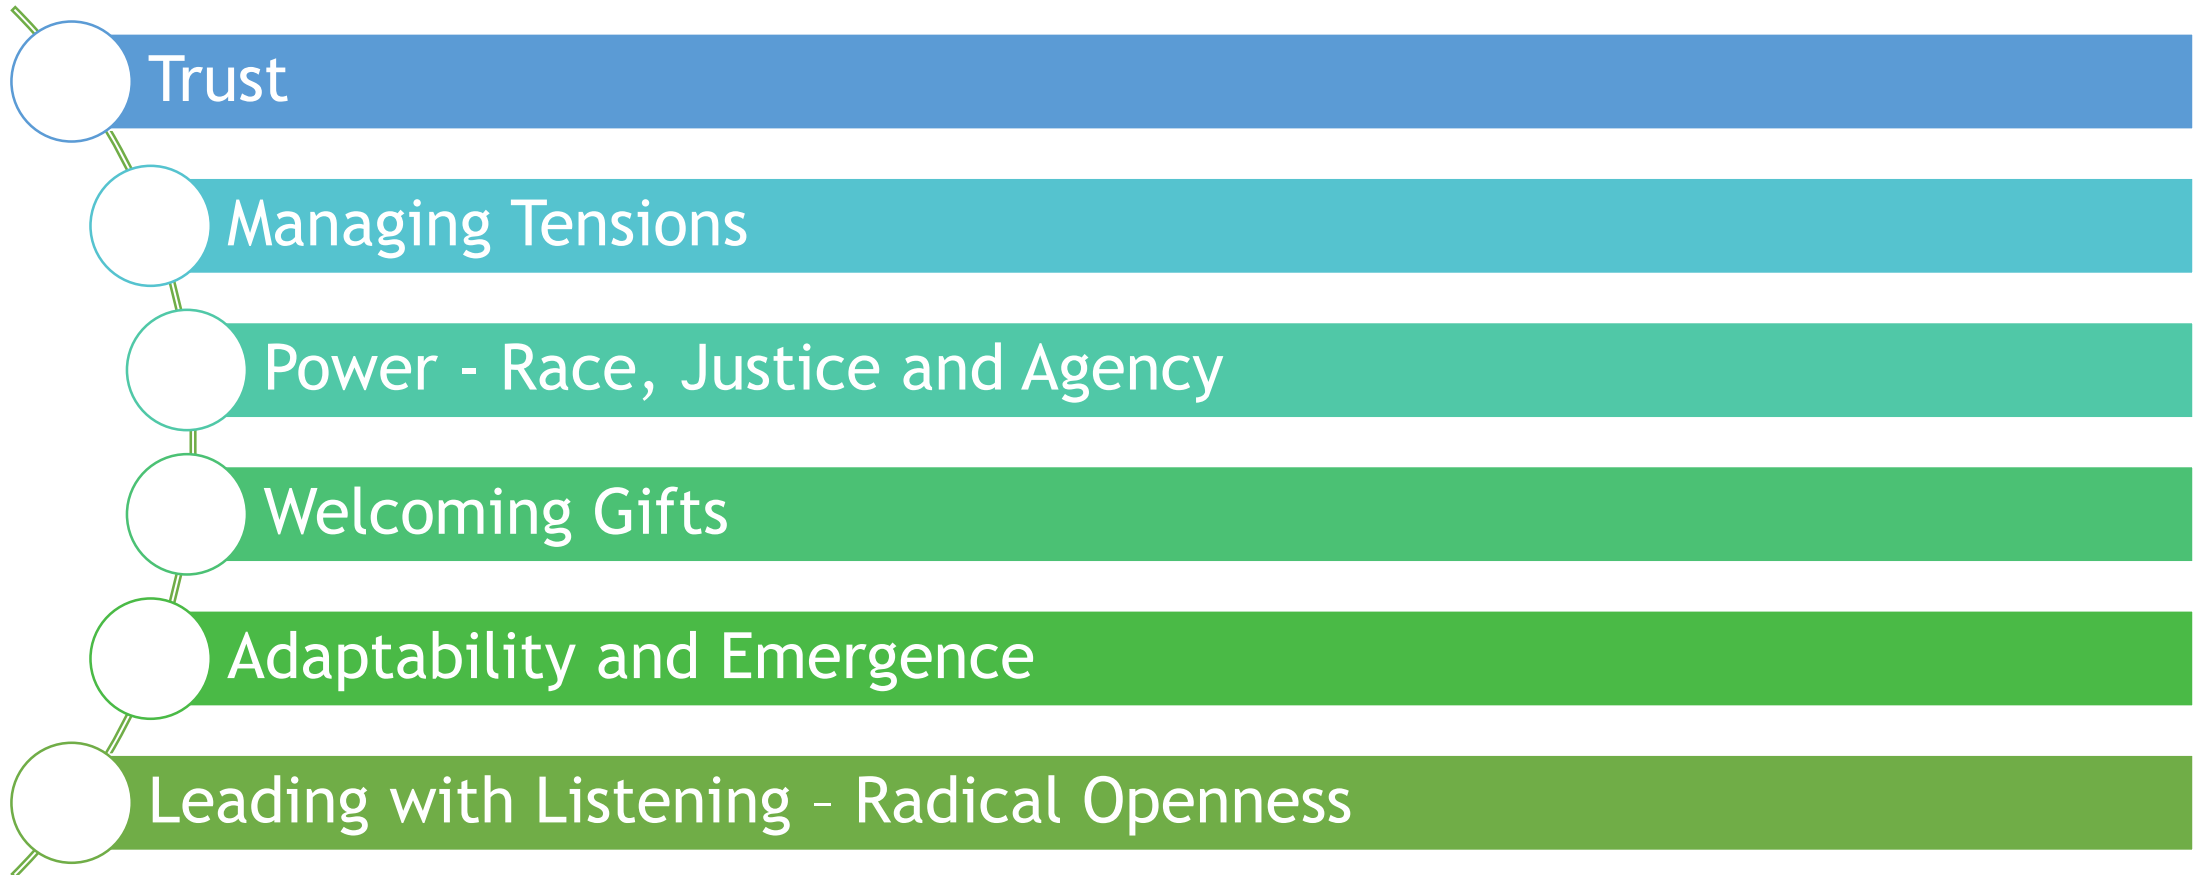 Trust
Managing Tensions
Power - Race, Justice and Agency
Welcoming Gifts
Adaptability and Emergence
Leading with Listening – Radical Openness